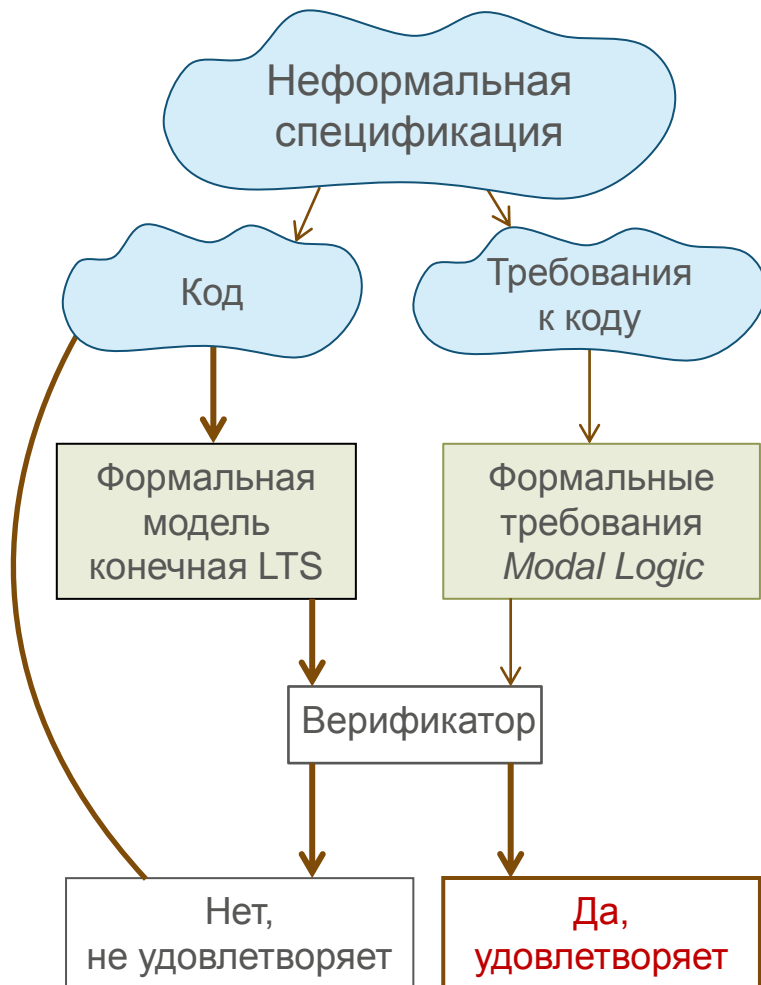 Неформальная
спецификация
Код
Требования
к коду
Формальная
модель
конечная LTS
Формальные
требования
Modal Logic
Верификатор
Нет,
не удовлетворяет
Да,
удовлетворяет